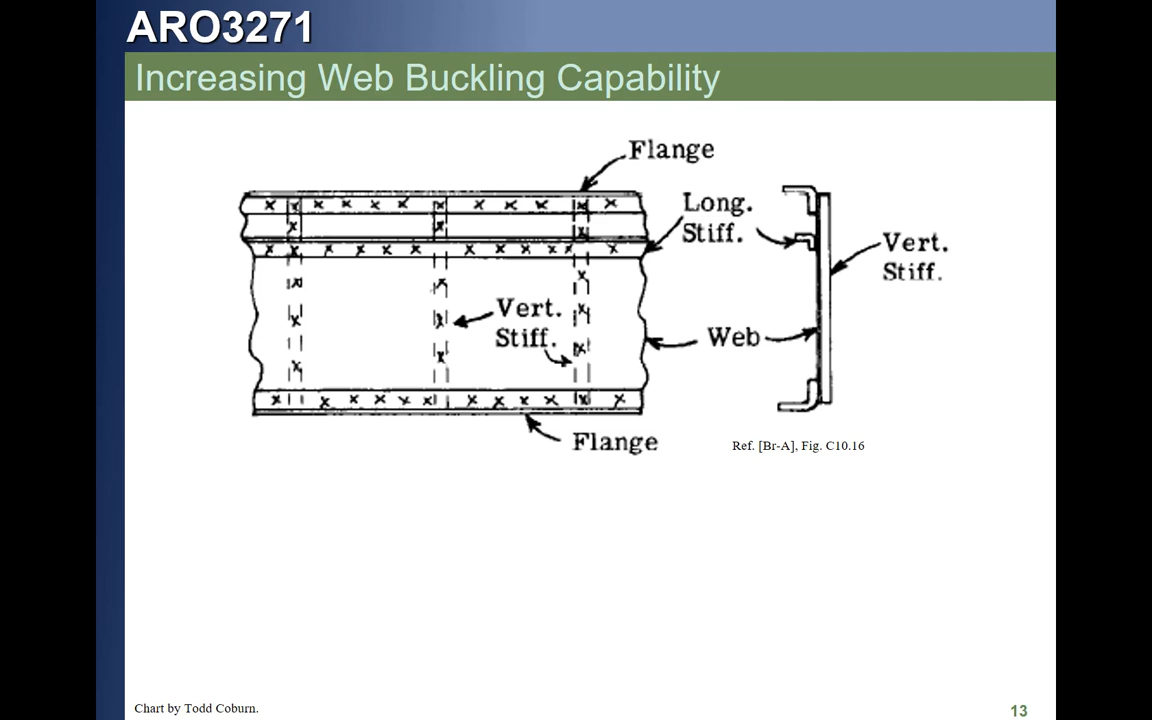 ARO3271
Increasing Web Buckling Capability
Flange
Long.
Stiff.
Vert.
Stiff.
Vert.
Stiff.
Web
Flange
Ref. [Br-A], Fig. C10.16
Chart by Todd Coburn.
13